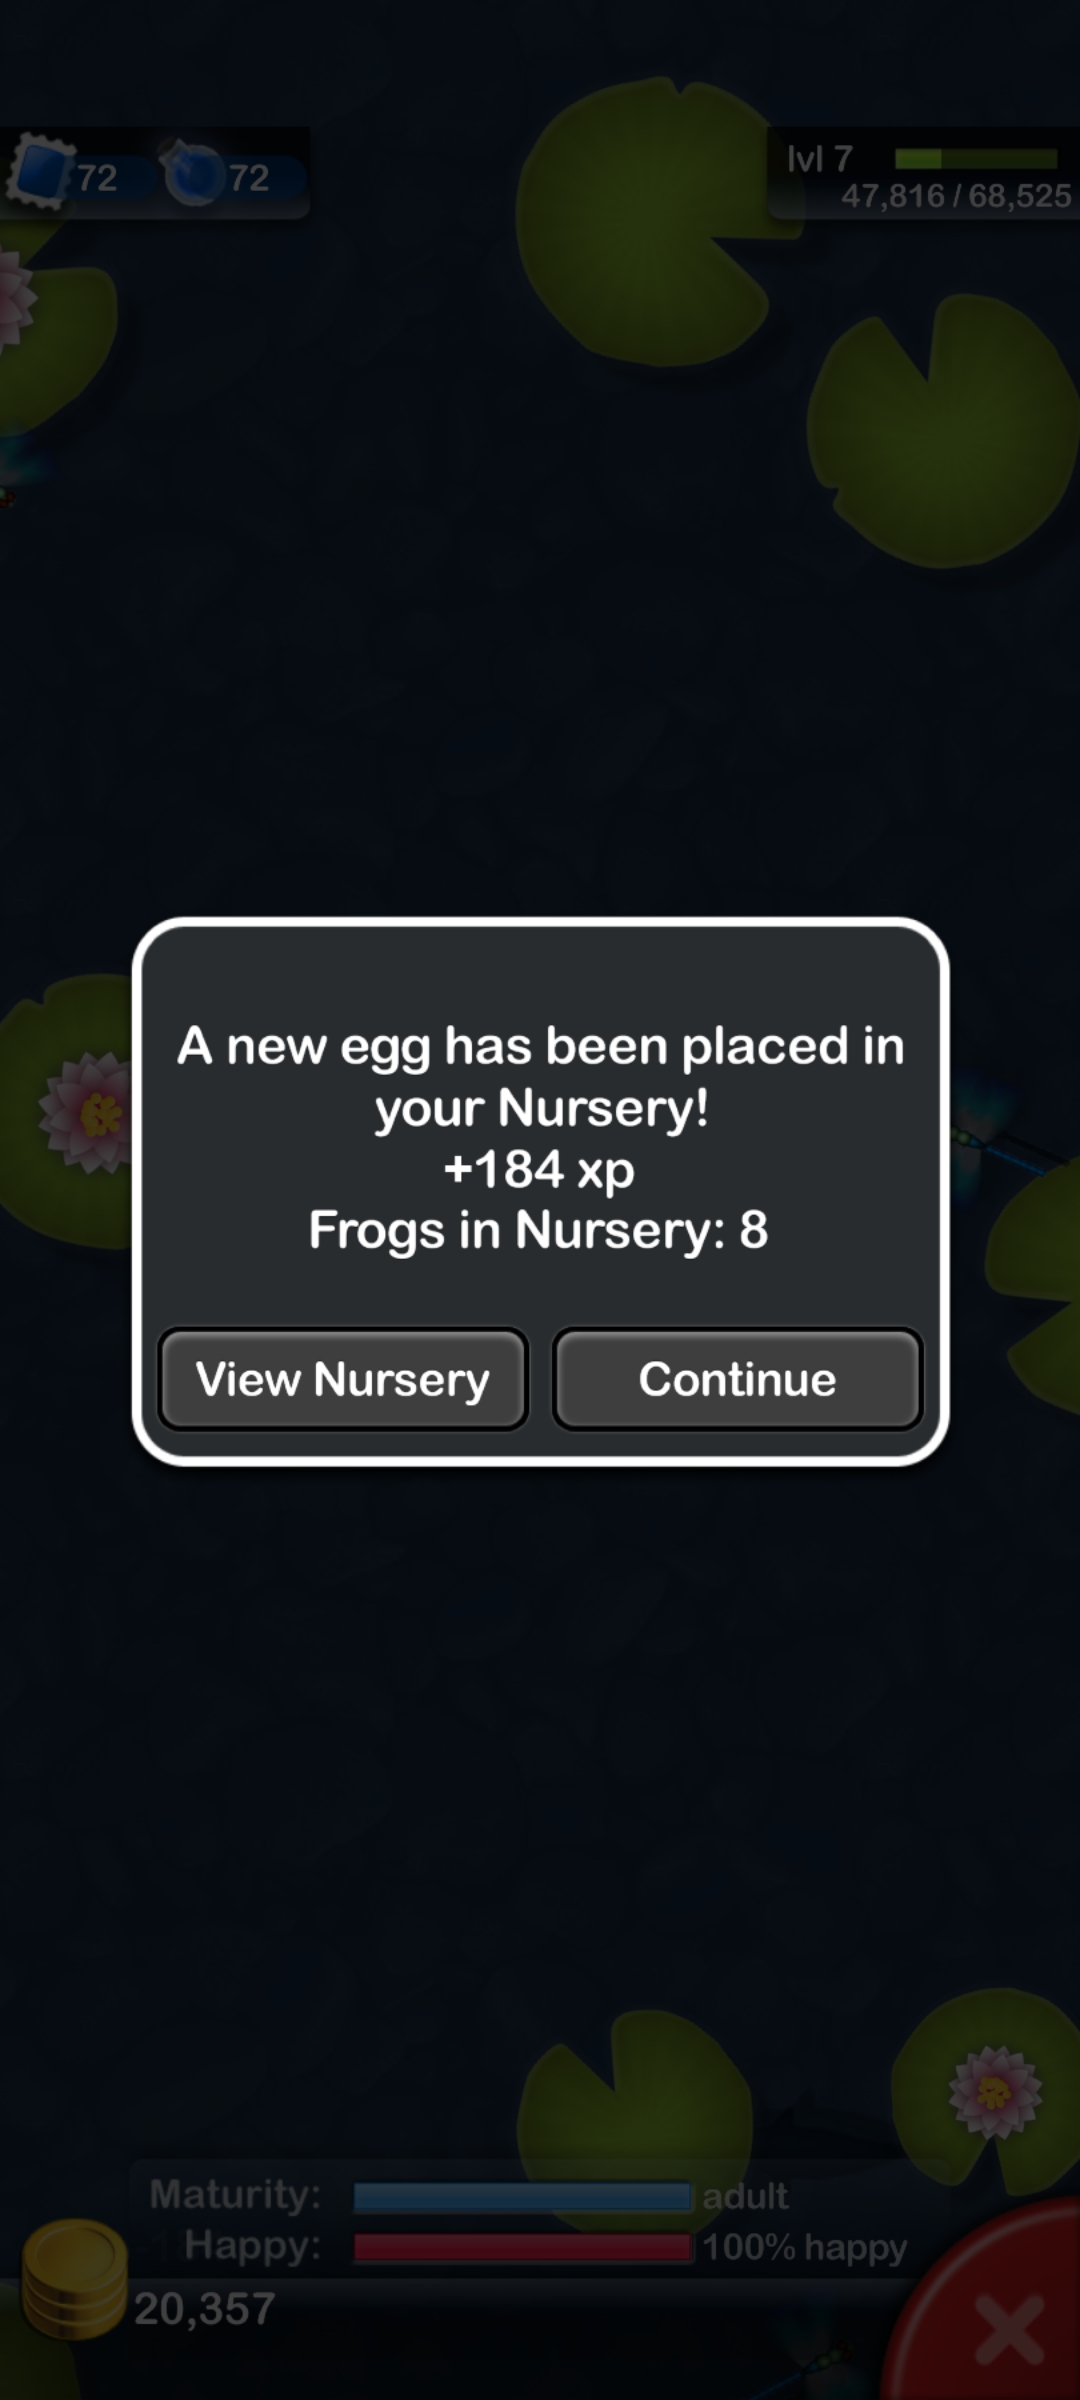 72 72
lvl 7
47,816 / 68,525
A new egg has been placed in
your Nursery!
+184 xp
Frogs in Nursery: 8
View Nursery Continue
Maturity: adult
Happy: 100% happy
20,357